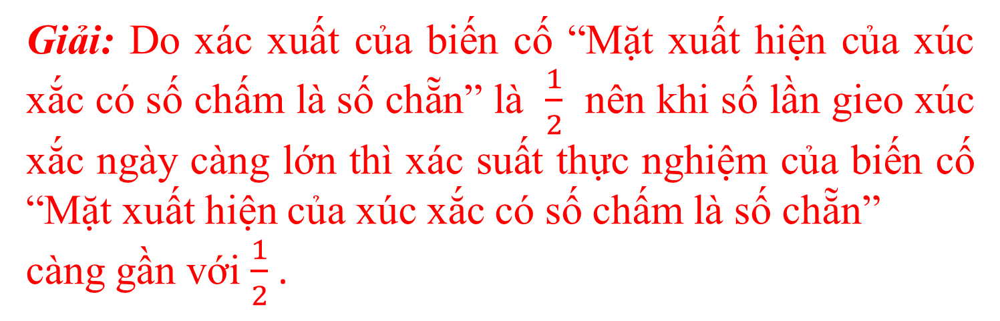 Giải: Do xác xuất của biến cố “Mặt xuất hiện của xúc
xắc có số chấm là số chẵn” là 1/2 nên khi số lần gieo xúc
xắc ngày càng lớn thì xác suất thực nghiệm của biến cố
“Mặt xuất hiện của xúc xắc có số chấm là số chẵn”
càng gần với 1/2 .